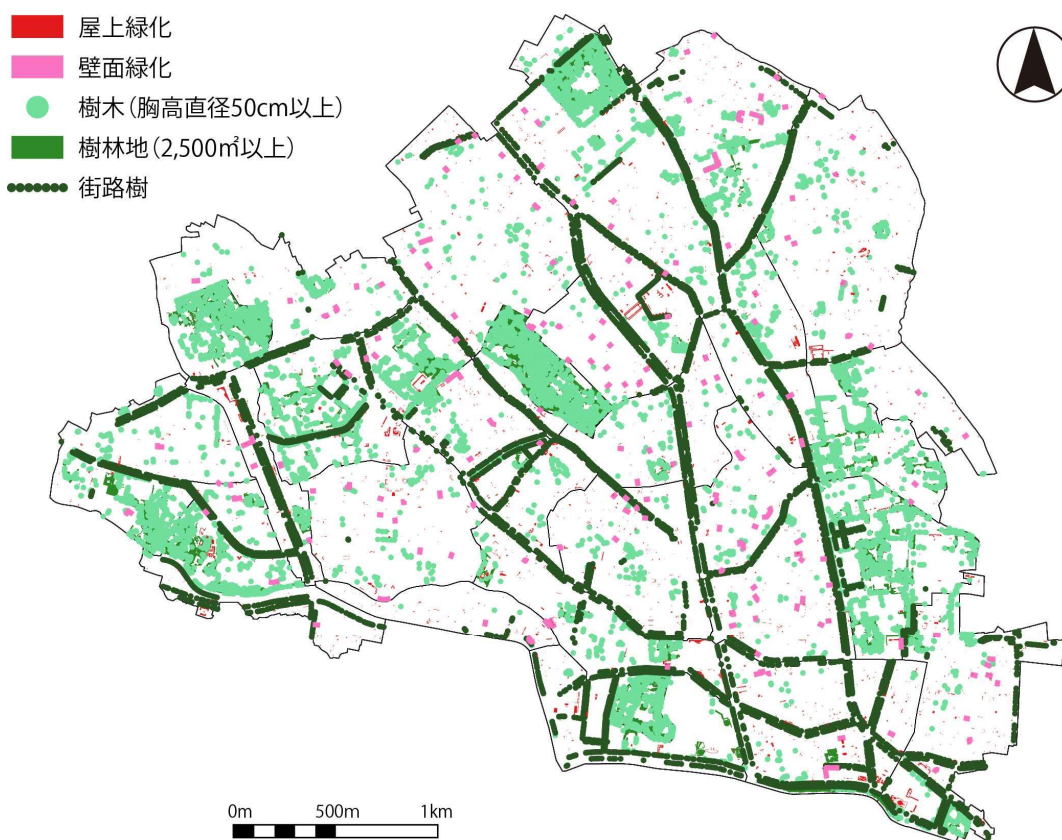 屋上緑化
壁面緑化
樹木（胸高直径50cm以上）
樹林地（2,500㎡以上）
街路樹
0m 500m 1km